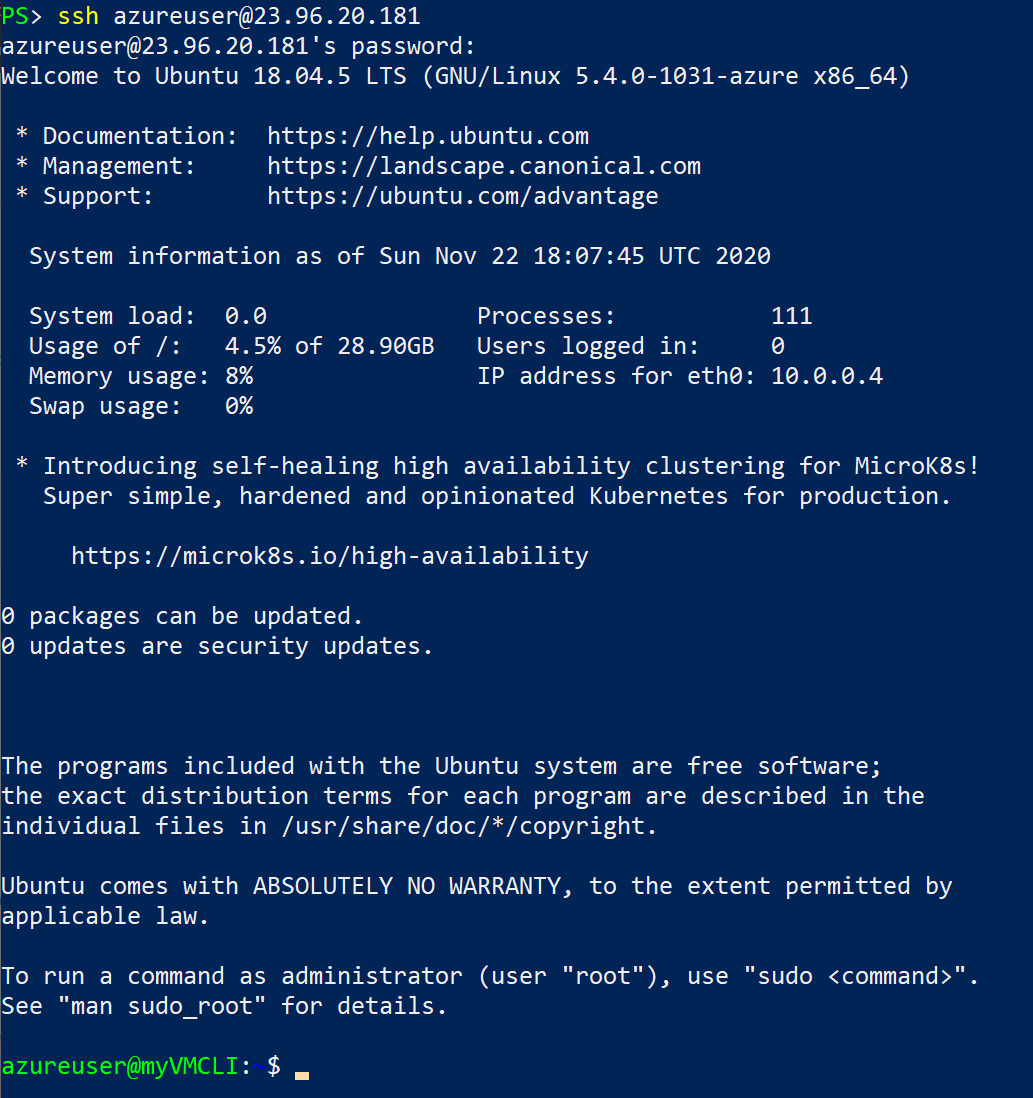 PS> ssh azureuser@23.96.20.181
azureuser@23.96.20.181's password:
Welcome to Ubuntu 18.04.5 LTS (GNU/Linux 5.4.0-1031-azure x86_64)
* Documentation:  https://help.ubuntu.com
* Management:     https://landscape.canonical.com
* Support:        https://ubuntu.com/advantage
System information as of Sun Nov 22 18:07:45 UTC 2020
System load:  0.0               Processes:           111
Usage of /:   4.5% of 28.90GB   Users logged in:     0
Memory usage: 8%                IP address for eth0: 10.0.0.4
Swap usage:   0%
* Introducing self-healing high availability clustering for MicroK8s!
Super simple, hardened and opinionated Kubernetes for production.
https://microk8s.io/high-availability
0 packages can be updated.
0 updates are security updates.
The programs included with the Ubuntu system are free software;
the exact distribution terms for each program are described in the
individual files in /usr/share/doc/*/copyright.
Ubuntu comes with ABSOLUTELY NO WARRANTY, to the extent permitted by
applicable law.
To run a command as administrator (user "root"), use "sudo <command>".
See "man sudo_root" for details.
azureuser@myVMCLI:~$